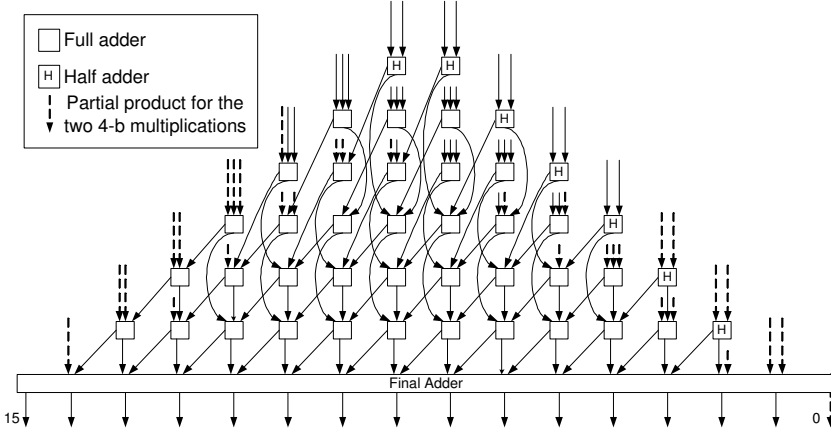 H H
Full adder
H Half adder
Partial product for the
two 4-b multiplications
H
H
H
H
H
Final Adder
15 0